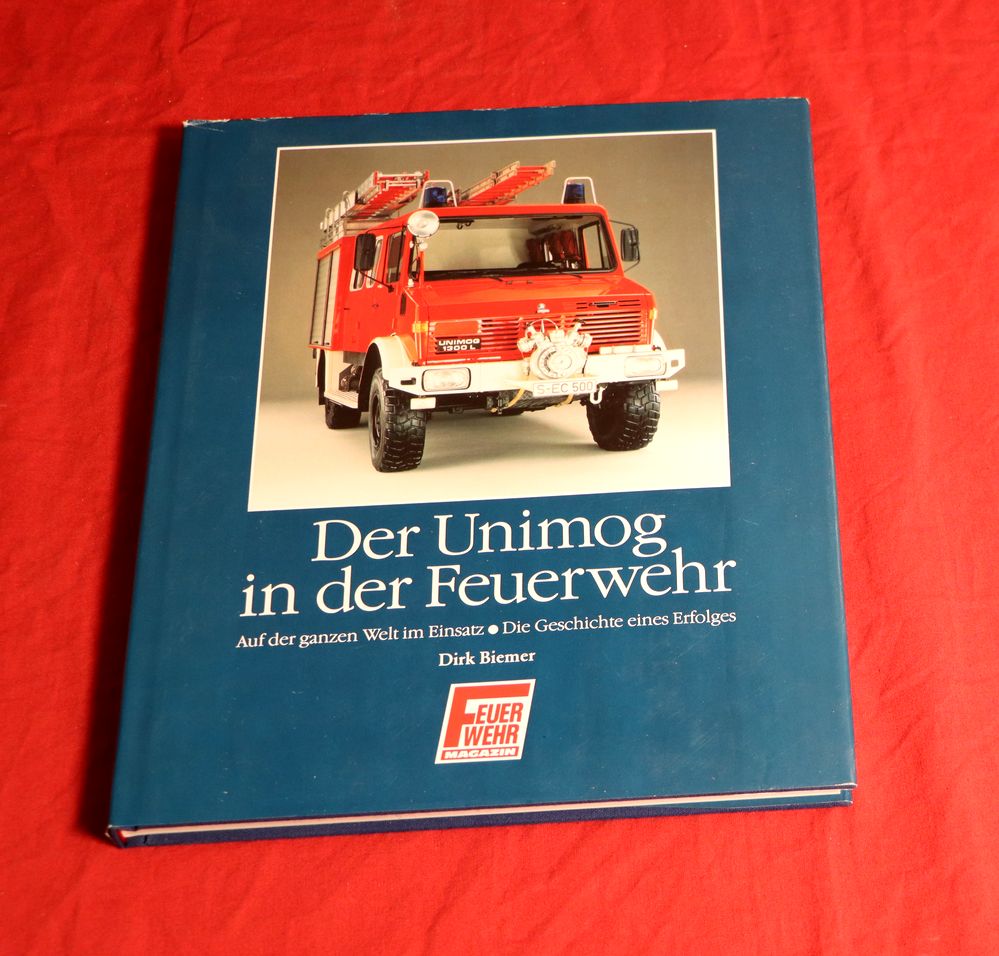 UNIMOG
1300 L
S-EC 500
Der Unimog
in der Feuerwehr
Auf der ganzen Welt im Einsatz ● Die Geschichte eines Erfolges
Dirk Biemer
FEUER
WEHR
MAGAZIN